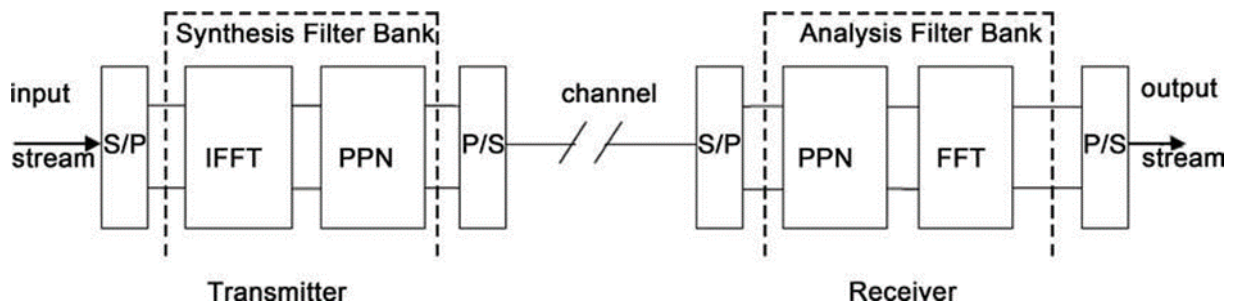 Synthesis Filter Bank
Analysis Filter Bank
input
stream
S/P
IFFT
PPN
P/S
channel
S/P
PPN
FFT
P/S
output
stream
Transmitter
Receiver